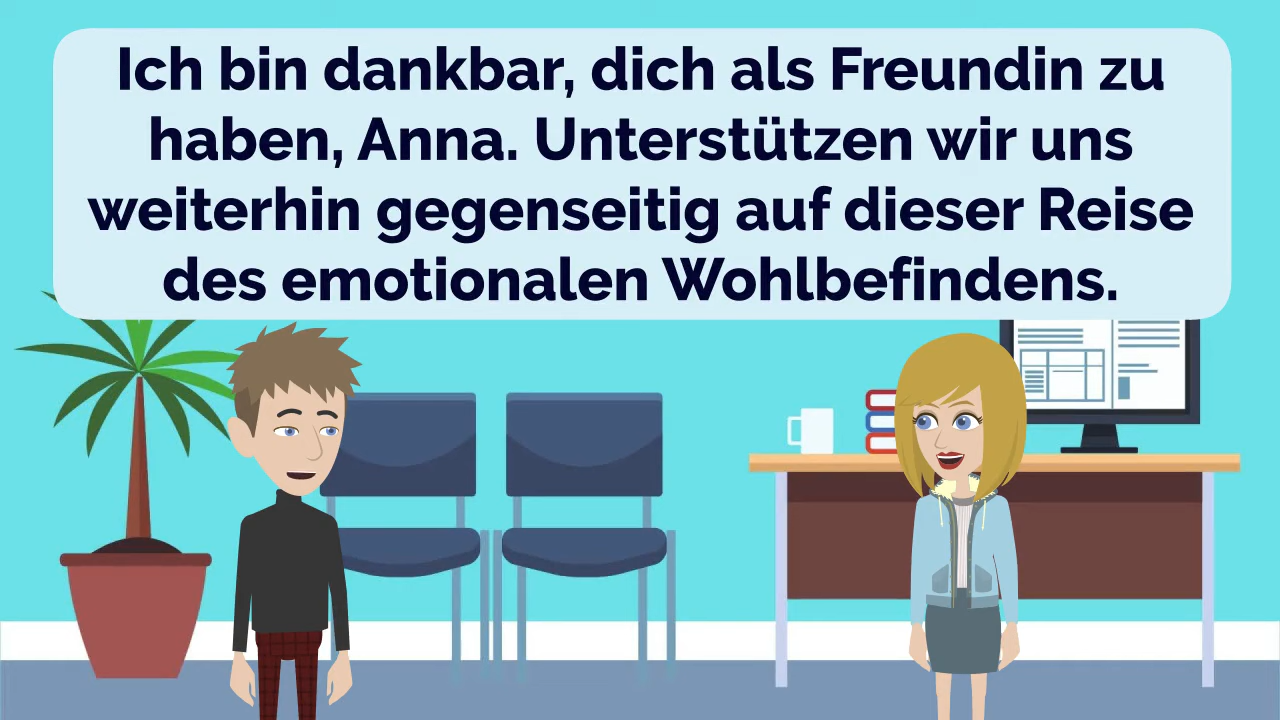 Ich bin dankbar, dich als Freundin zu
haben, Anna. Unterstützen wir uns
weiterhin gegenseitig auf dieser Reise
des emotionalen Wohlbefindens.